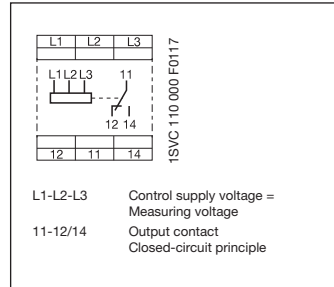 L1 L2 L3
L1 L2 L3 11
12 14
12 11 14
1SVC 110 000 F0117
L1-L2-L3 Control supply voltage =
Measuring voltage
11-12/14 Output contact
Closed-circuit principle